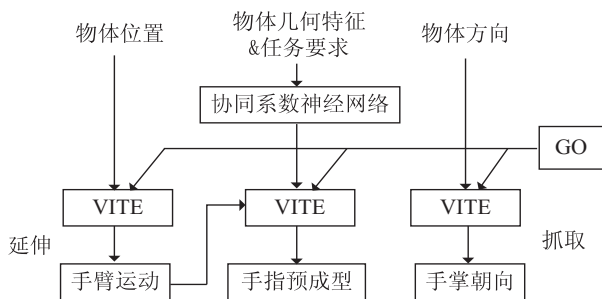 物体位置
物体几何特征
&任务要求
物体方向
协同系数神经网络
GO
VITE
VITE
VITE
延伸
抓取
手臂运动
手指预成型
手掌朝向